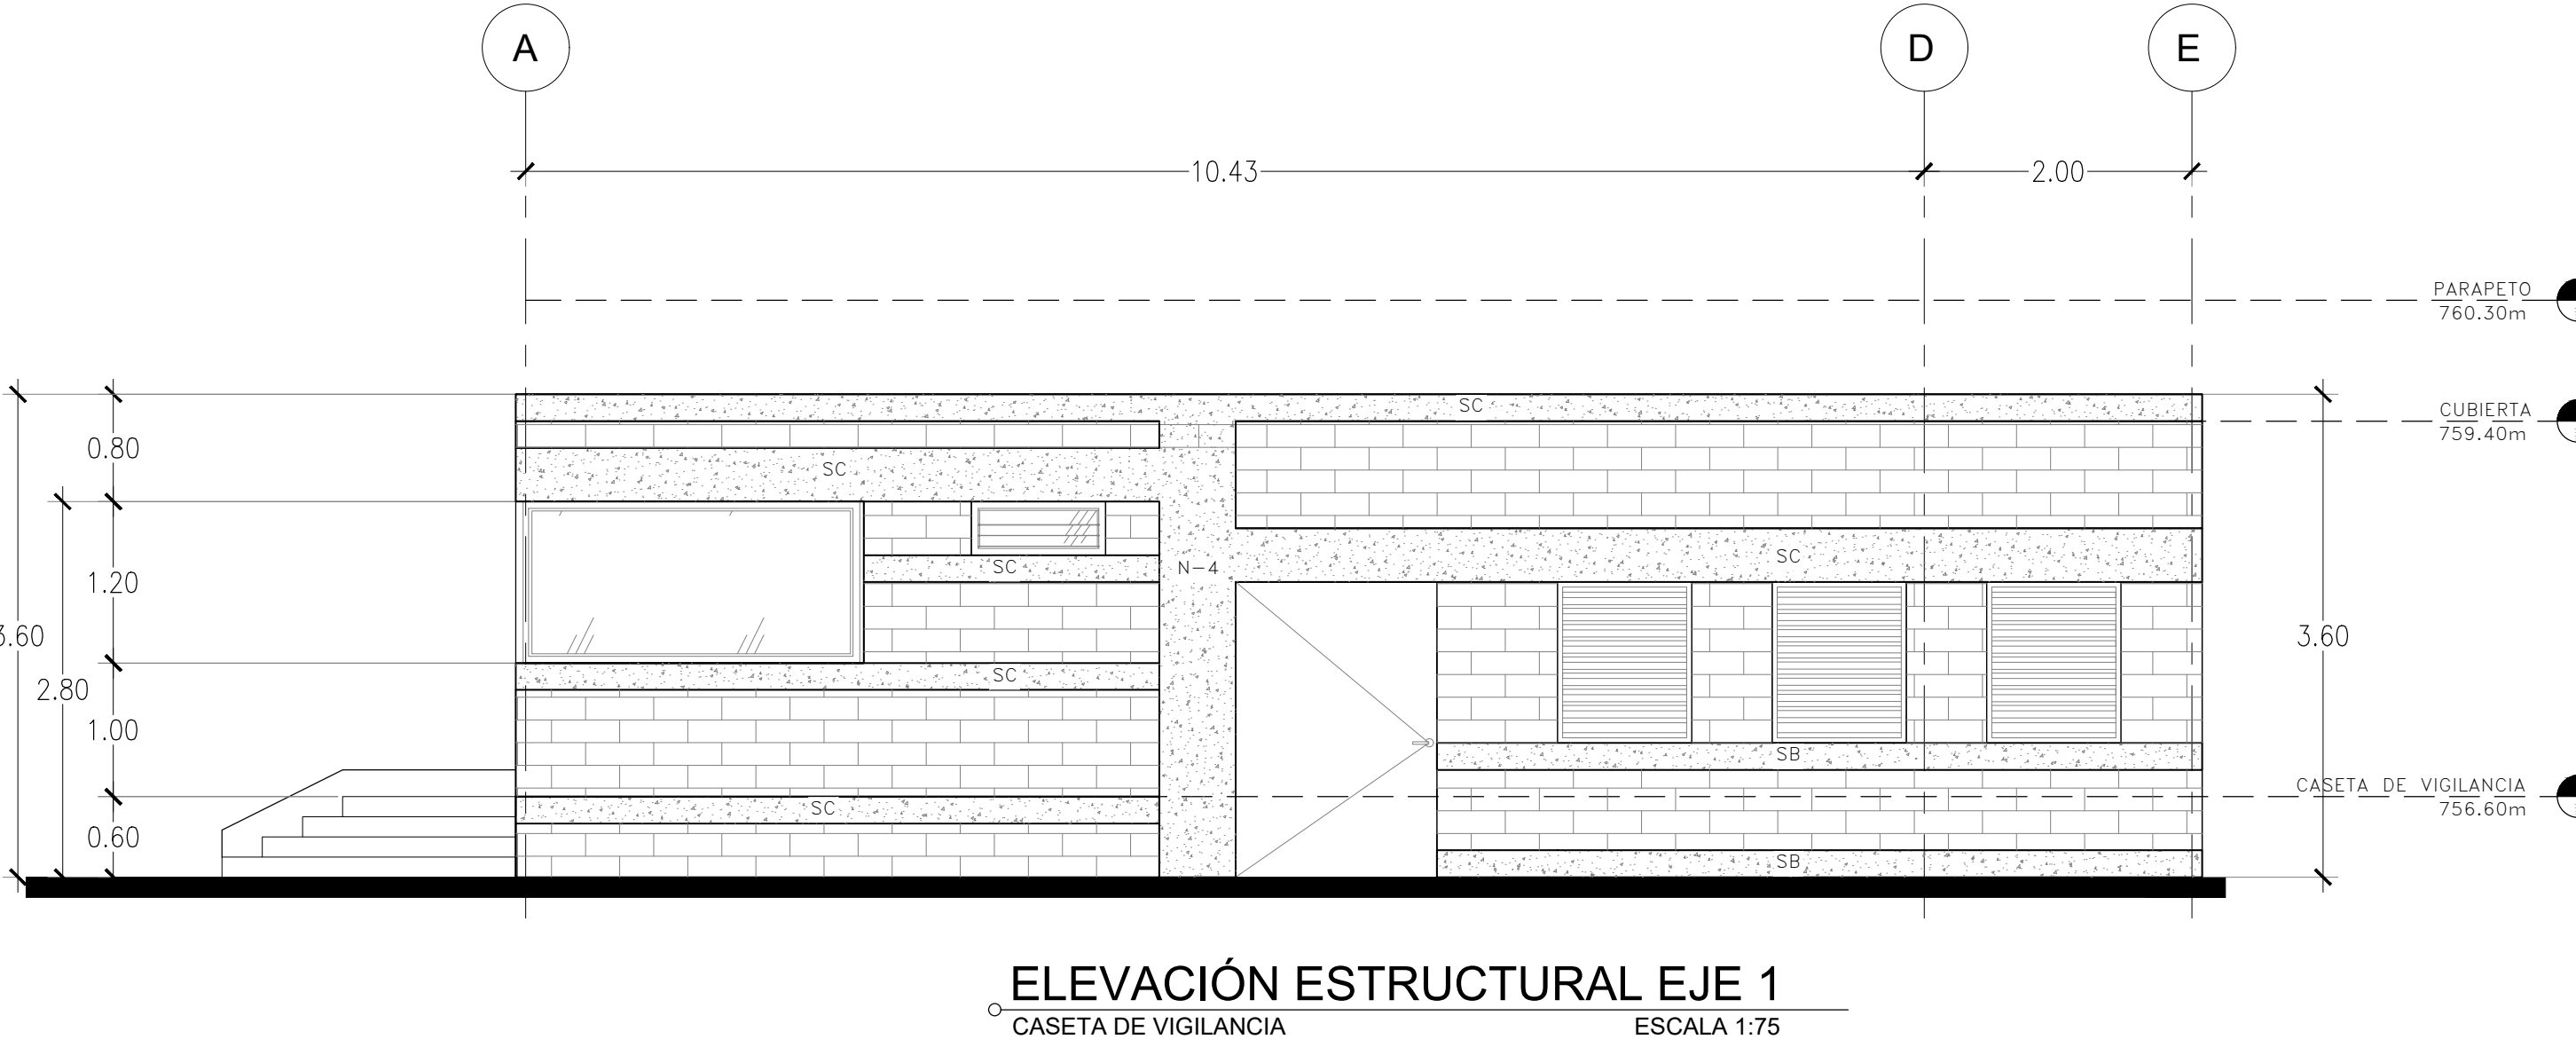 A
D
E
10.43
2.00
PARAPETO
760.30m
CUBIERTA
759.40m
SC
0.80
SC
SC
N-4
SC
1.20
3.60
3.60
SC
2.80
1.00
SB
CASETA DE VIGILANCIA
756.60m
SC
0.60
SB
ELEVACIÓN ESTRUCTURAL EJE 1
CASETA DE VIGILANCIA
ESCALA 1:75